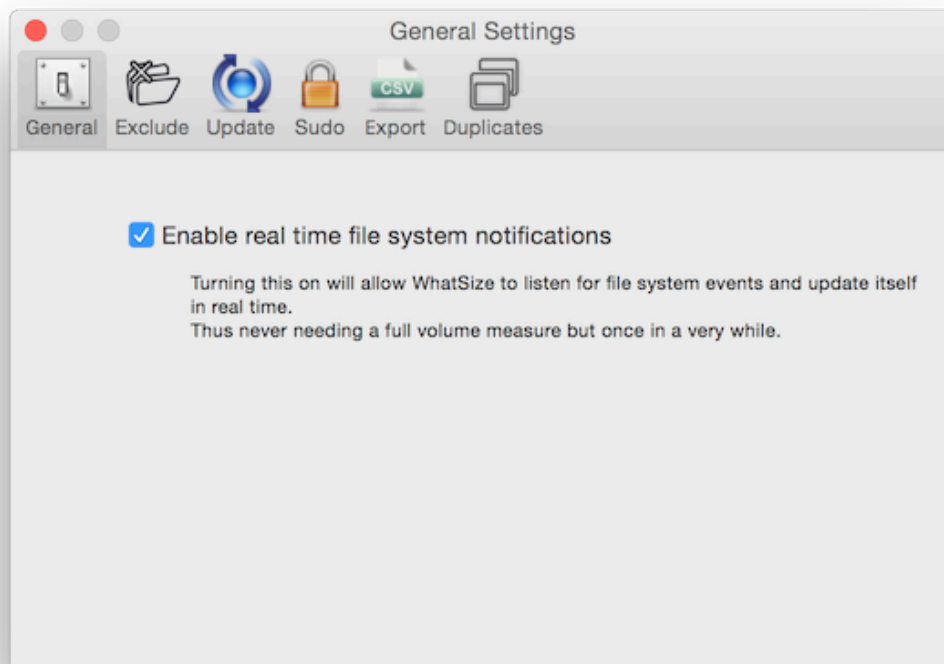 General Settings
CSV
General Exclude Update Sudo Export Duplicates
Enable real time file system notifications
Turning this on will allow WhatSize to listen for file system events and update itself
in real time.
Thus never needing a full volume measure but once in a very while.